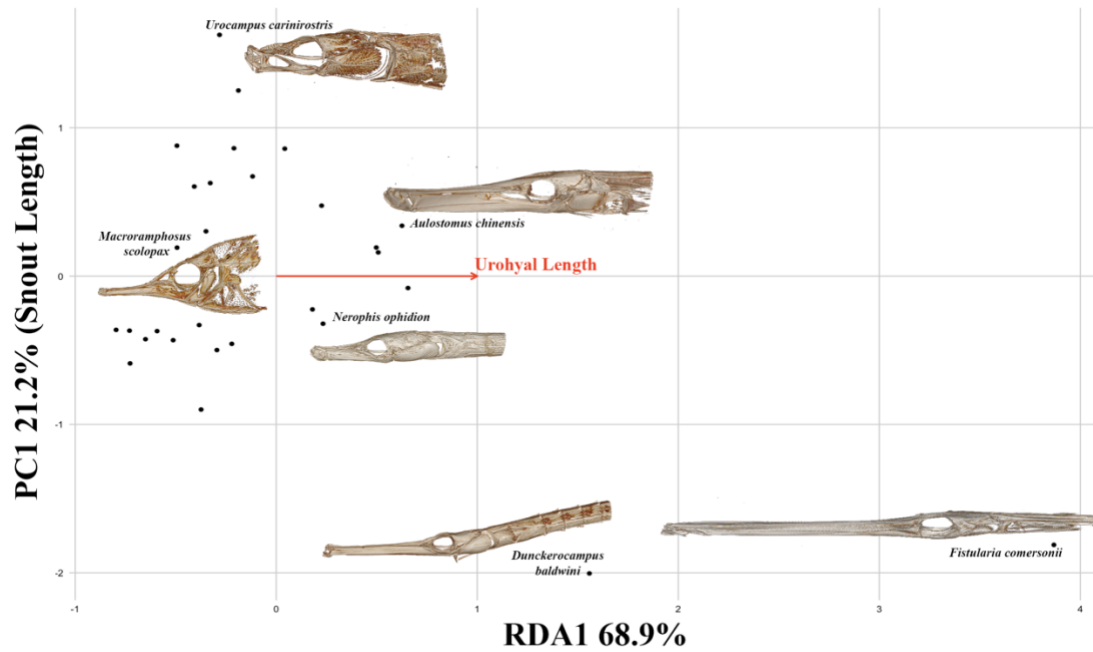 Urocampus carinirostris
PC1 21.2% (Snout Length)
1
Aulostomus chinensis
Macroramphosus
scolopax
Urohyal Length
0
Nerophis ophidion
-1
Dunckerocampus
baldwini
Fistularia comersonii
-2
-1
0
1
2
3
4
RDA1 68.9%